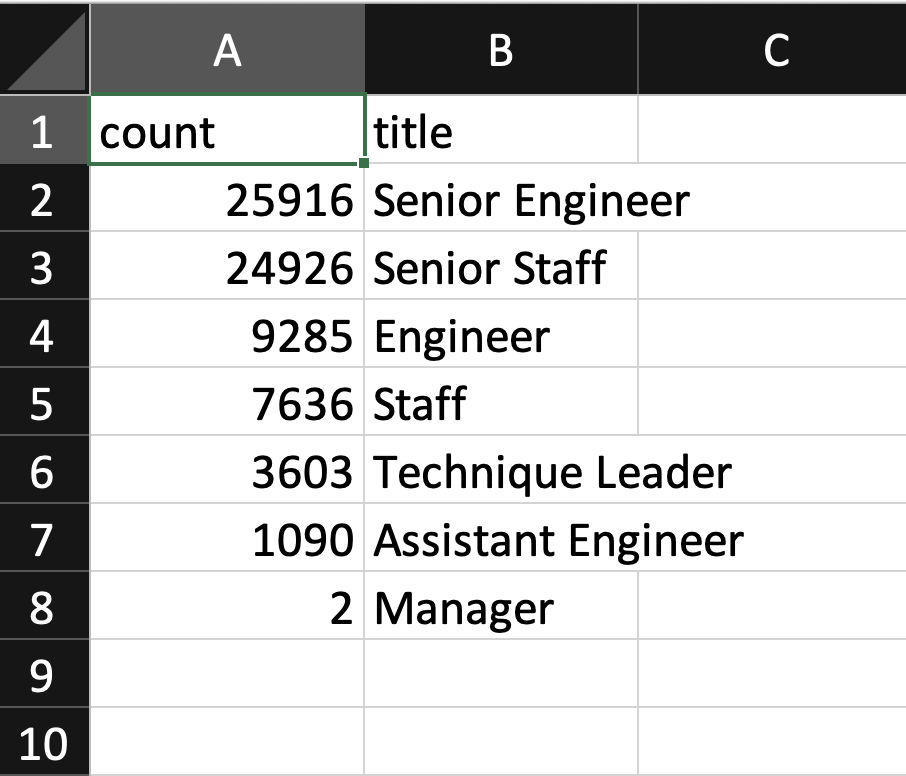 A B C
1 count title
2 25916 Senior Engineer
3 24926 Senior Staff
4 9285 Engineer
5 7636 Staff
6 3603 Technique Leader
7 1090 Assistant Engineer
8 2 Manager
9
10